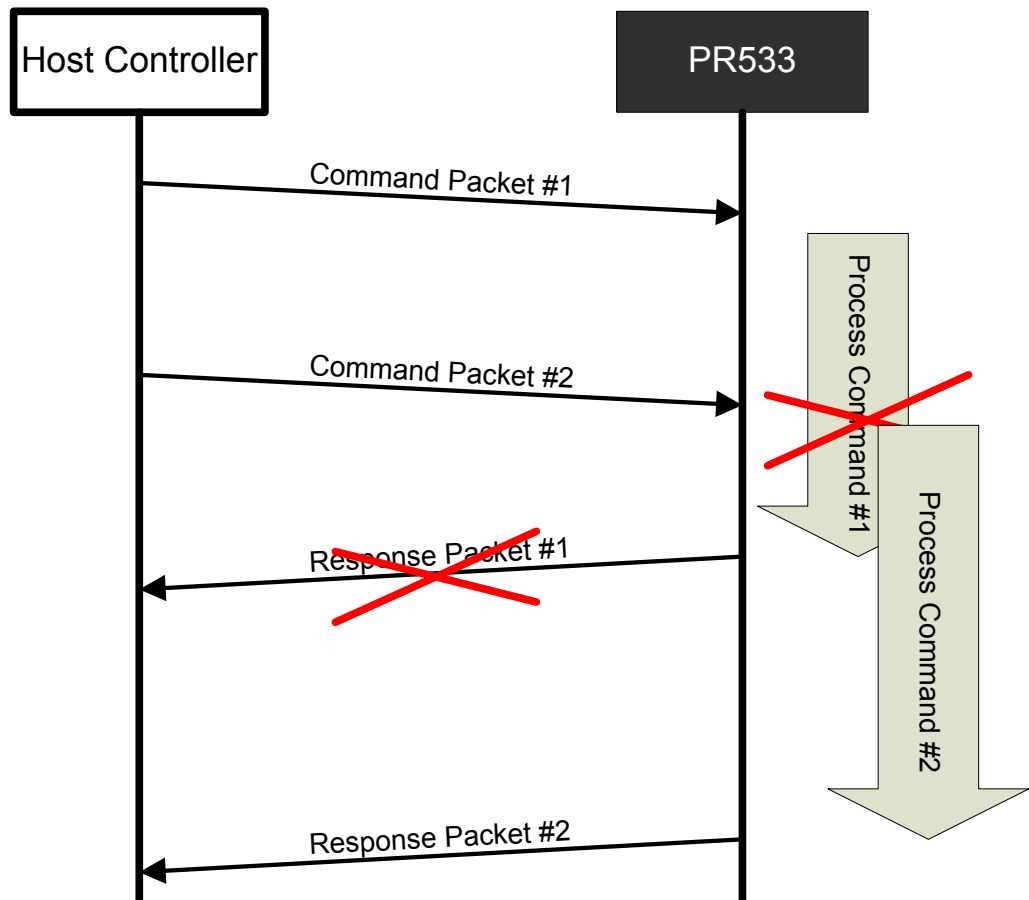 Host Controller
PR533
Command Packet #1
Process Command #1
Command Packet #2
Process Command #2
Response Packet #1
Response Packet #2